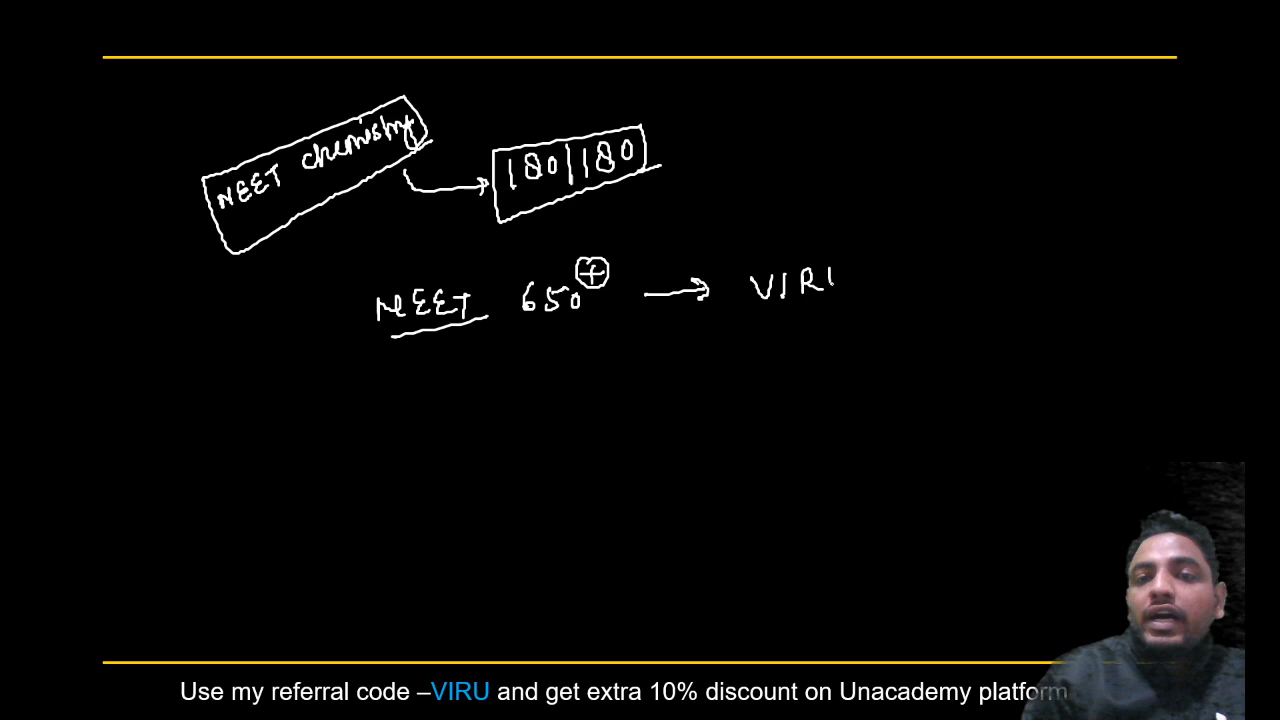 NEET chemistry
180|180
NEET 650+ → VIRU
Use my referral code –VIRU and get extra 10% discount on Unacademy platform